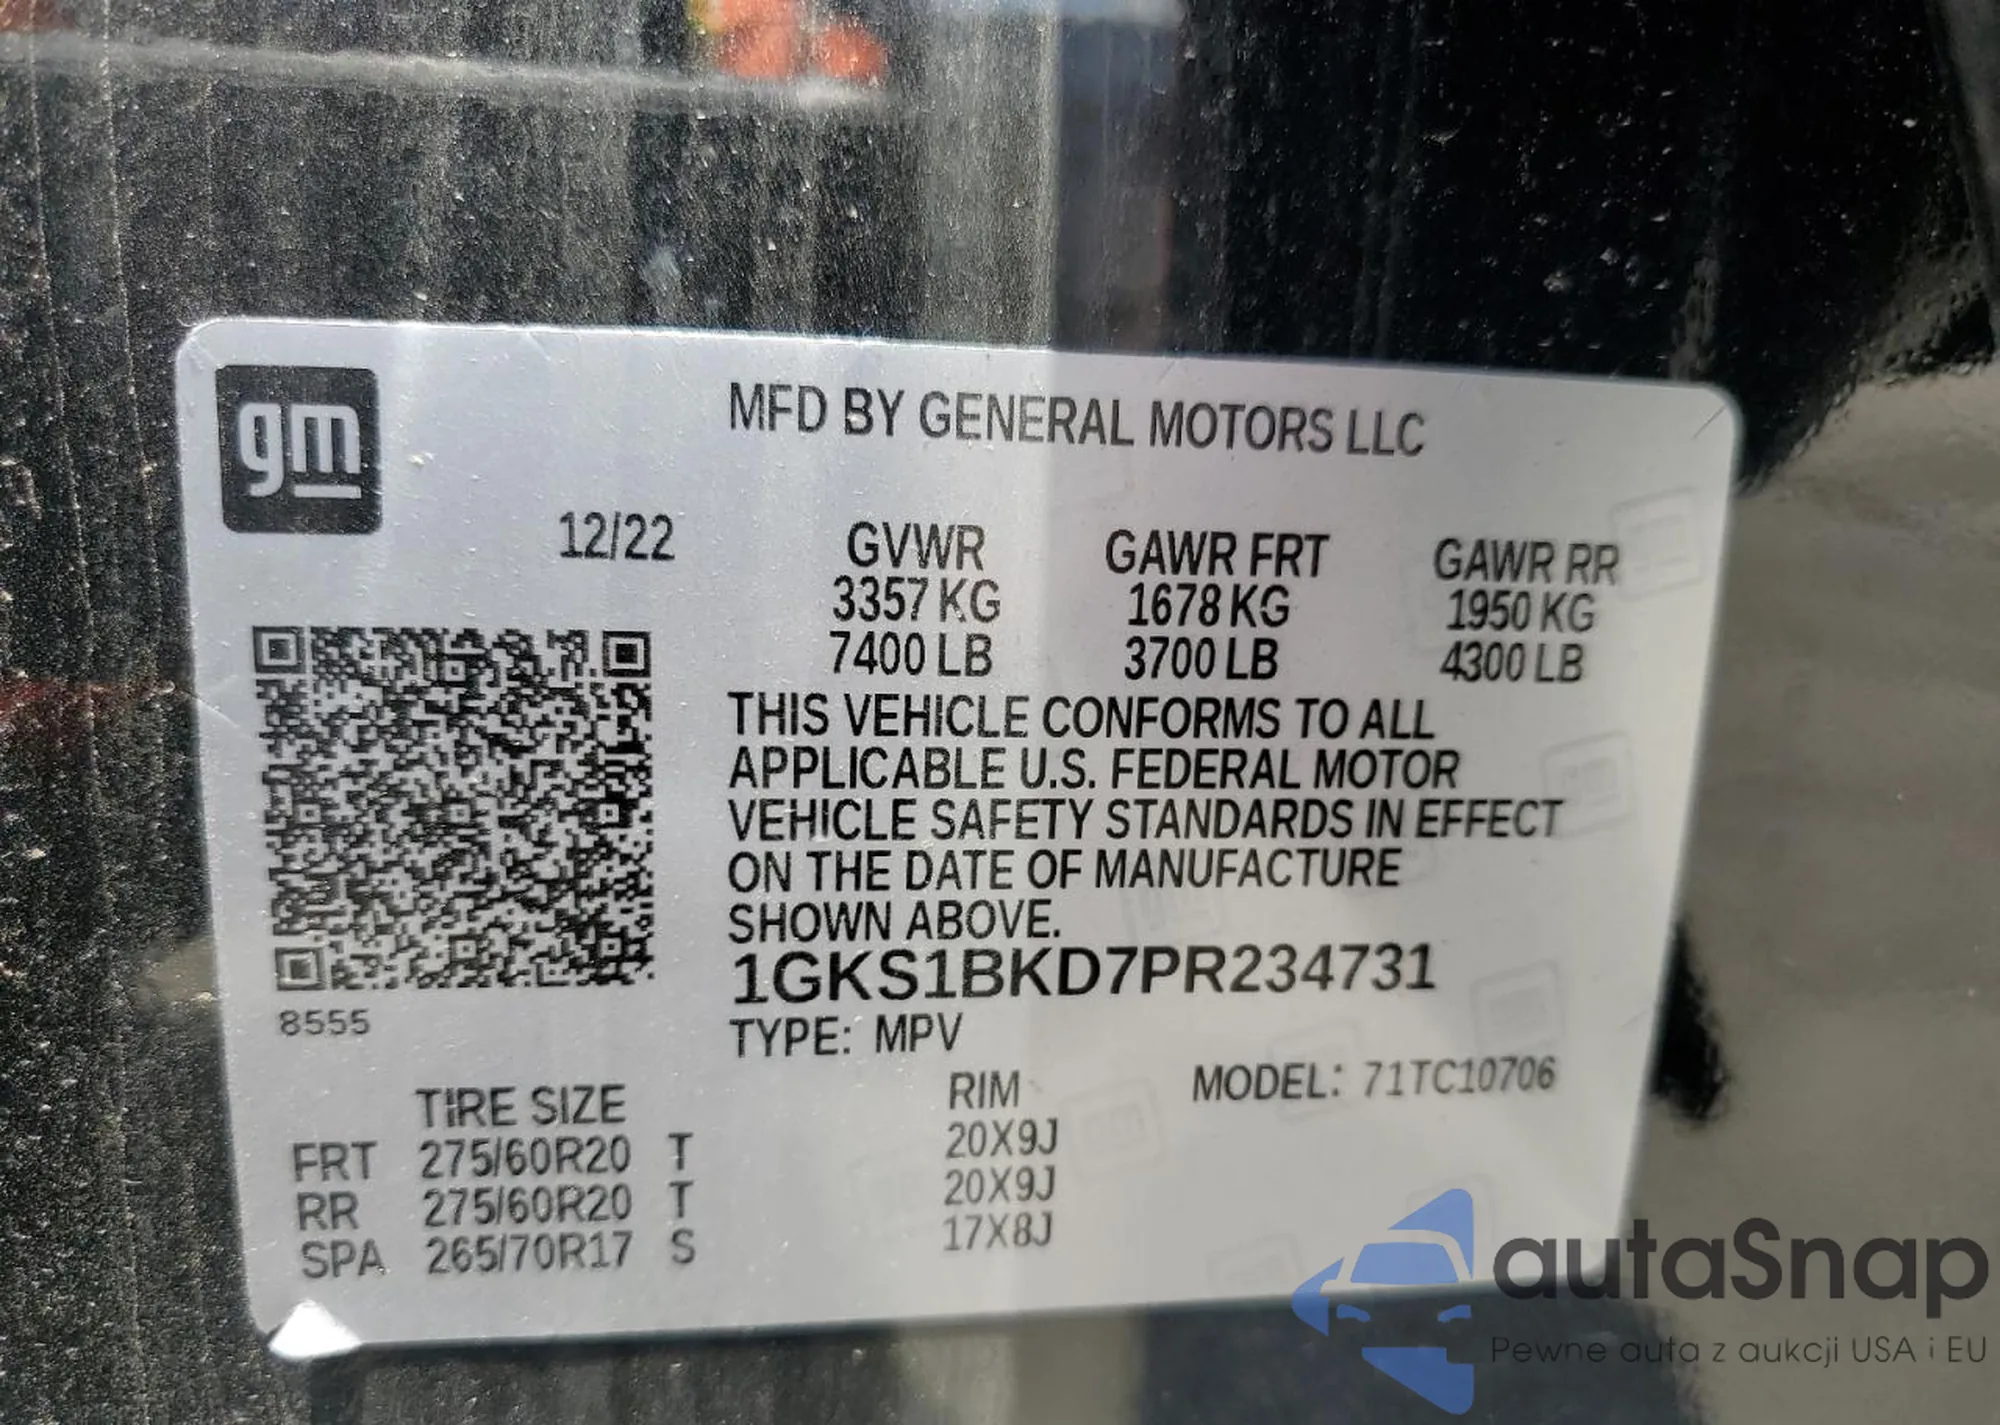 gm
MFD BY GENERAL MOTORS LLC
12/22
GVWR GAWR FRT GAWR RR
3357 KG 1678 KG 1950 KG
7400 LB 3700 LB 4300 LB
THIS VEHICLE CONFORMS TO ALL
APPLICABLE U.S. FEDERAL MOTOR
VEHICLE SAFETY STANDARDS IN EFFECT
ON THE DATE OF MANUFACTURE
SHOWN ABOVE.
1GKS1BKD7PR234731
8555
TYPE: MPV
MODEL: 71TC10706
TIRE SIZE RIM
FRT 275/60R20 T 20X9J
RR 275/60R20 T 20X9J
SPA 265/70R17 S 17X8J
autaSnap
Pewne auta z aukcji USA i EU